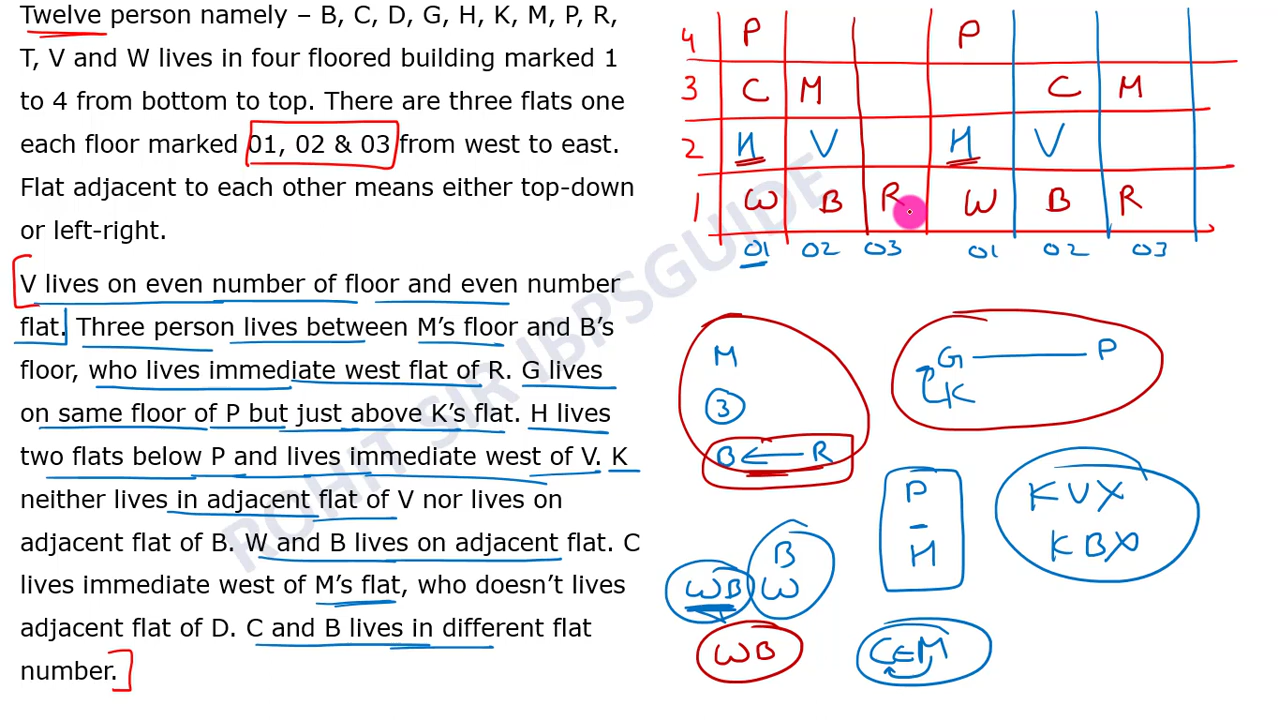 Twelve person namely – B, C, D, G, H, K, M, P, R,
T, V and W lives in four floored building marked 1
to 4 from bottom to top. There are three flats one
each floor marked 01, 02 & 03 from west to east.
Flat adjacent to each other means either top-down
or left-right.
V lives on even number of floor and even number
flat. Three person lives between M's floor and B's
floor, who lives immediate west flat of R. G lives
on same floor of P but just above K's flat. H lives
two flats below P and lives immediate west of V. K
neither lives in adjacent flat of V nor lives on
adjacent flat of B. W and B lives on adjacent flat. C
lives immediate west of M's flat, who doesn't lives
adjacent flat of D. C and B lives in different flat
number.
4 P P
3 C M C M
2 H V H V
1 W B R W B R
01 02 03 01 02 03
M
3
B ← R
G — P
K
P
–
H
K V X
K B X
W B
B
W
W B
C ← M
ROHIT SIR IBPSGUIDE